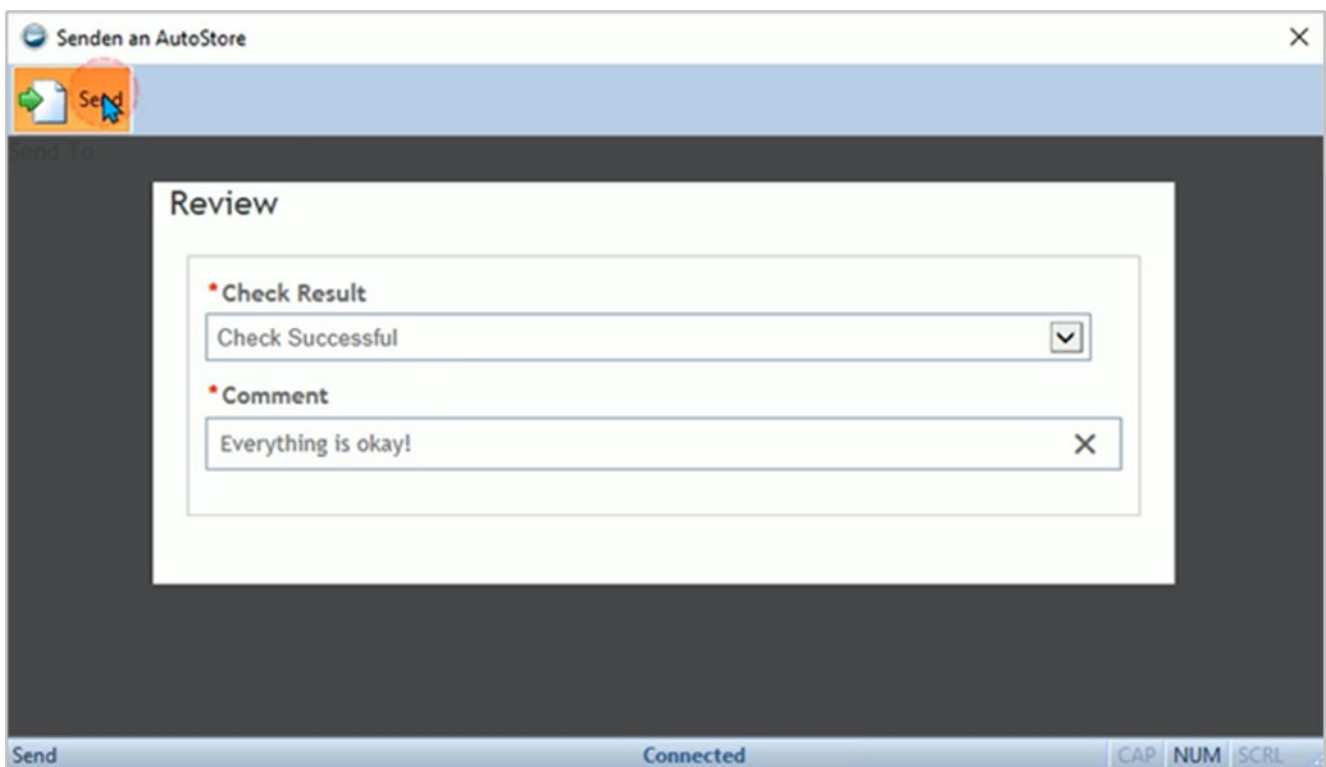 Senden an AutoStore
Send
Send To
Review
*Check Result
Check Successful
*Comment
Everything is okay!
Send Connected CAP NUM SCRL